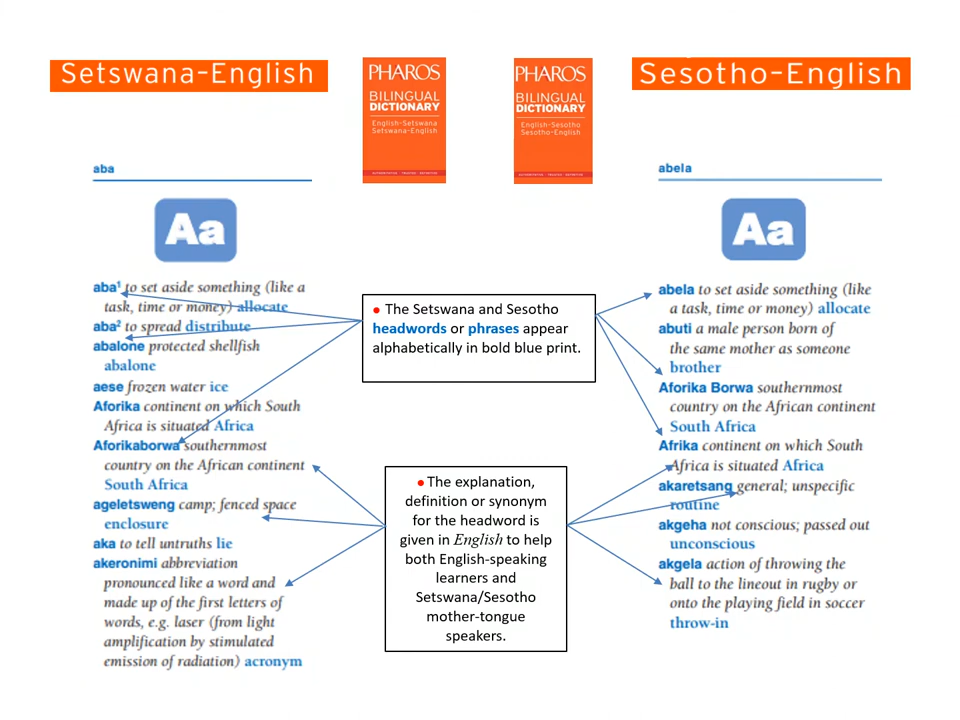 Setswana–English
PHAROS
BILINGUAL
DICTIONARY
English–Setswana
Setswana–English
AUTHORITATIVE • TRUSTED • DEFINITIVE
PHAROS
BILINGUAL
DICTIONARY
English–Sesotho
Sesotho–English
AUTHORITATIVE • TRUSTED • DEFINITIVE
Sesotho–English
aba
Aa
aba¹ to set aside something (like a
task, time or money) allocate
aba² to spread distribute
abalone protected shellfish
abalone
aese frozen water ice
Aforika continent on which South
Africa is situated Africa
Aforikaborwa southernmost
country on the African continent
South Africa
ageletsweng camp; fenced space
enclosure
aka to tell untruths lie
akeronimi abbreviation
pronounced like a word and
made up of the first letters of
words, e.g. laser (from light
amplification by stimulated
emission of radiation) acronym
• The Setswana and Sesotho
headwords or phrases appear
alphabetically in bold blue print.
• The explanation,
definition or synonym
for the headword is
given in English to help
both English-speaking
learners and
Setswana/Sesotho
mother-tongue
speakers.
abela
Aa
abela to set aside something (like
a task, time or money) allocate
abuti a male person born of
the same mother as someone
brother
Aforika Borwa southernmost
country on the African continent
South Africa
Afrika continent on which South
Africa is situated Africa
akaretsang general; unspecific
routine
akgeha not conscious; passed out
unconscious
akgela action of throwing the
ball to the lineout in rugby or
onto the playing field in soccer
throw-in